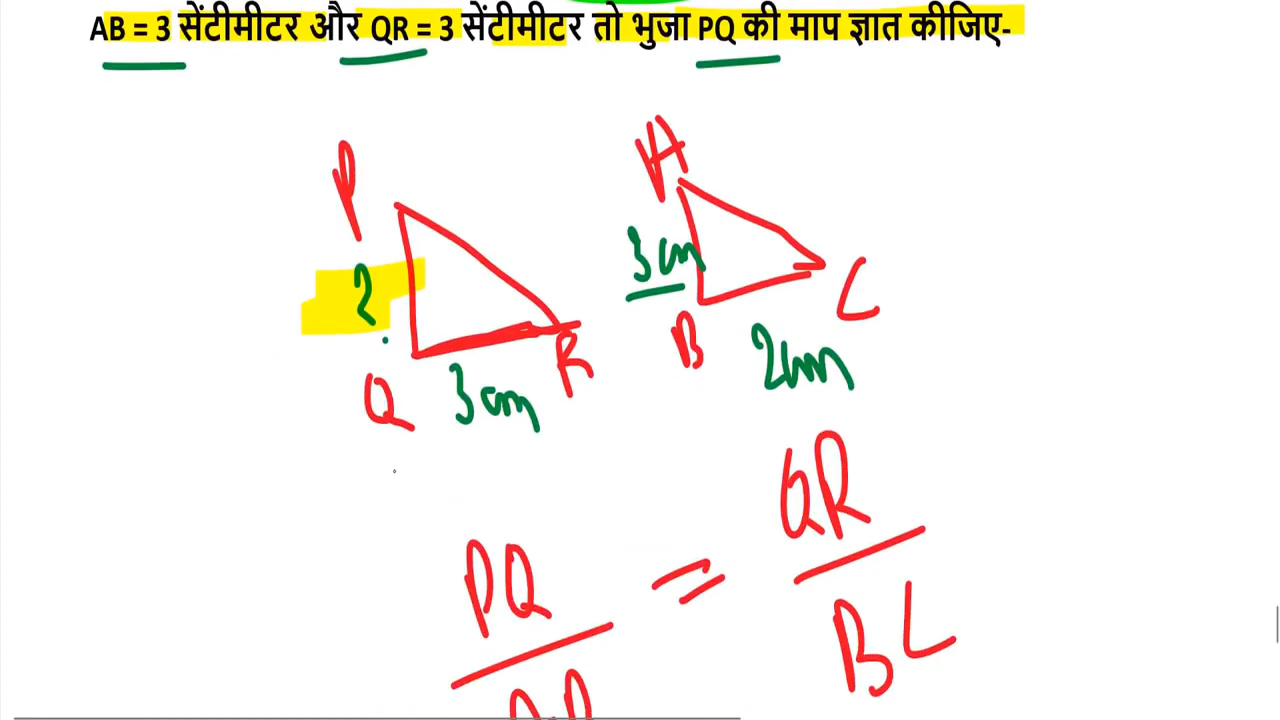 AB = 3 सेंटीमीटर और QR = 3 सेंटीमीटर तो भुजा PQ की माप ज्ञात कीजिए-
P A
? 3cm
C
Q 3cm R B 2cm
PQ = QR
BC